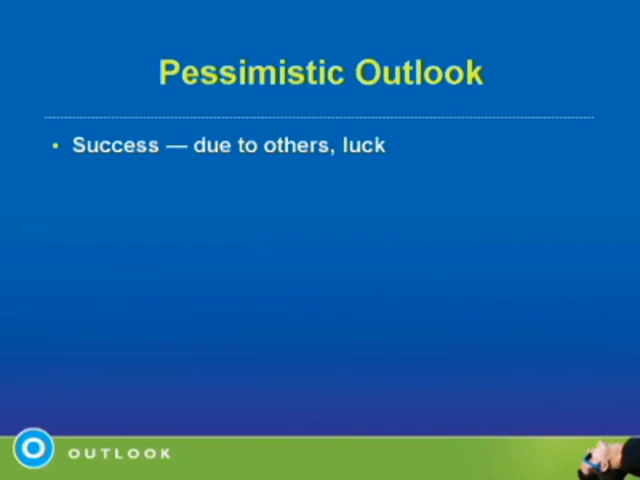 Pessimistic Outlook
• Success — due to others, luck
OUTLOOK